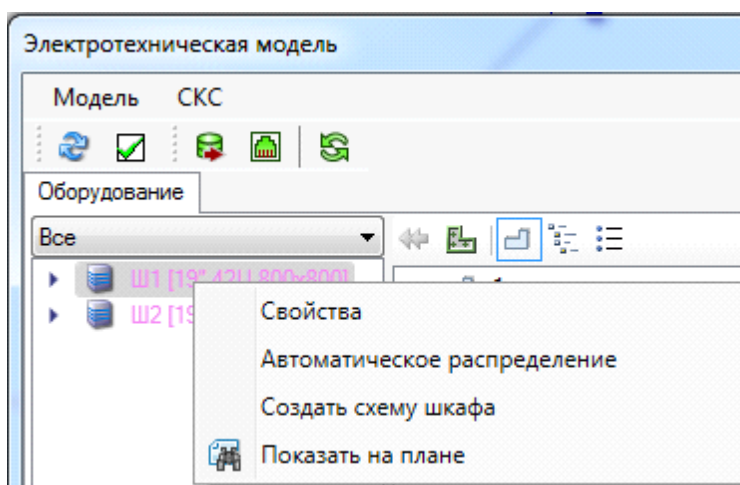 Электротехническая модель
Модель СКС
Оборудование
Все
Ш1 [19" 42U 800x800]
Свойства
Ш2 [19
Автоматическое распределение
Создать схему шкафа
Показать на плане